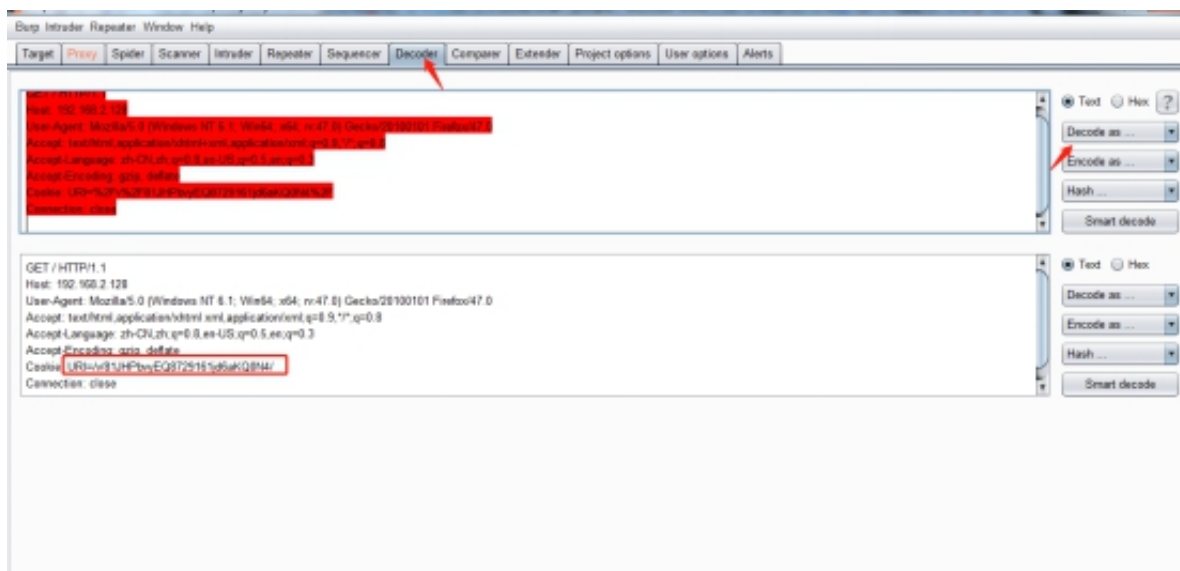 Burp Intruder Repeater Window Help
Target Proxy Spider Scanner Intruder Repeater Sequencer Decoder Comparer Extender Project options User options Alerts
GET / HTTP/1.1
Host: 192.168.2.128
User-Agent: Mozilla/5.0 (Windows NT 6.1; Win64; x64; rv:47.0) Gecko/20100101 Firefox/47.0
Accept: text/html,application/xhtml+xml,application/xml;q=0.9,*/*;q=0.8
Accept-Language: zh-CN,zh;q=0.8,en-US;q=0.5,en;q=0.3
Accept-Encoding: gzip, deflate
Connection: close
Text Hex ?
Decode as ...
Encode as ...
Hash ...
Smart decode
GET / HTTP/1.1
Host: 192.168.2.128
User-Agent: Mozilla/5.0 (Windows NT 6.1; Win64; x64; rv:47.0) Gecko/20100101 Firefox/47.0
Accept: text/html,application/xhtml xml,application/xml;q=0.9,*/*;q=0.8
Accept-Language: zh-CN,zh;q=0.8,en-US;q=0.5,en;q=0.3
Accept-Encoding: gzip, deflate
Cookie:
Connection: close
Text Hex
Decode as ...
Encode as ...
Hash ...
Smart decode